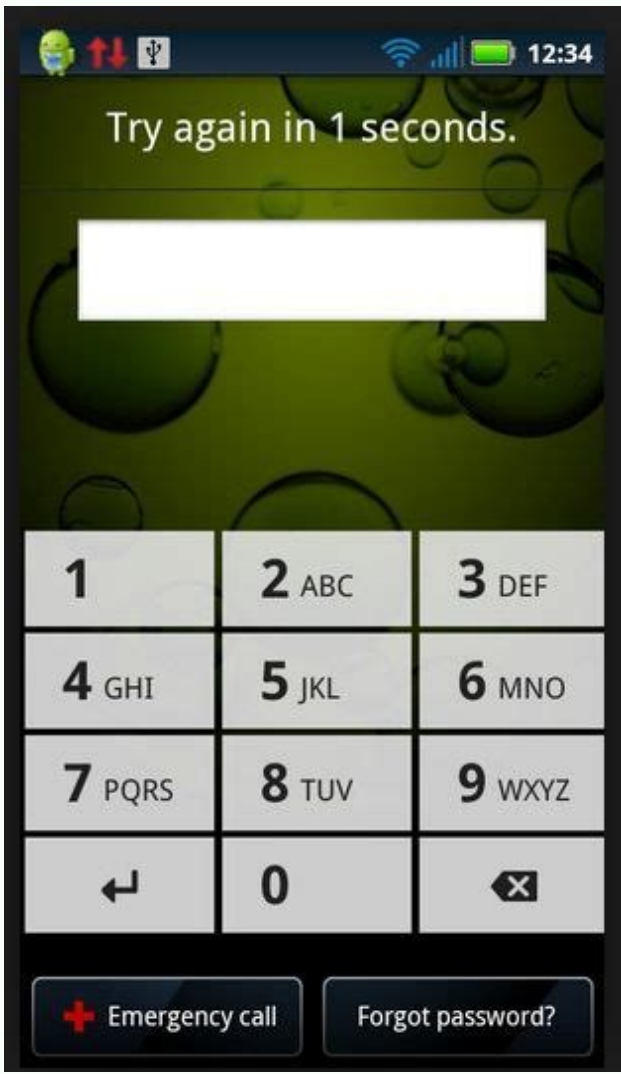 12:34
Try again in 1 seconds.
1
2 ABC
3 DEF
4 GHI
5 JKL
6 MNO
7 PQRS
8 TUV
9 WXYZ
0
Emergency call
Forgot password?